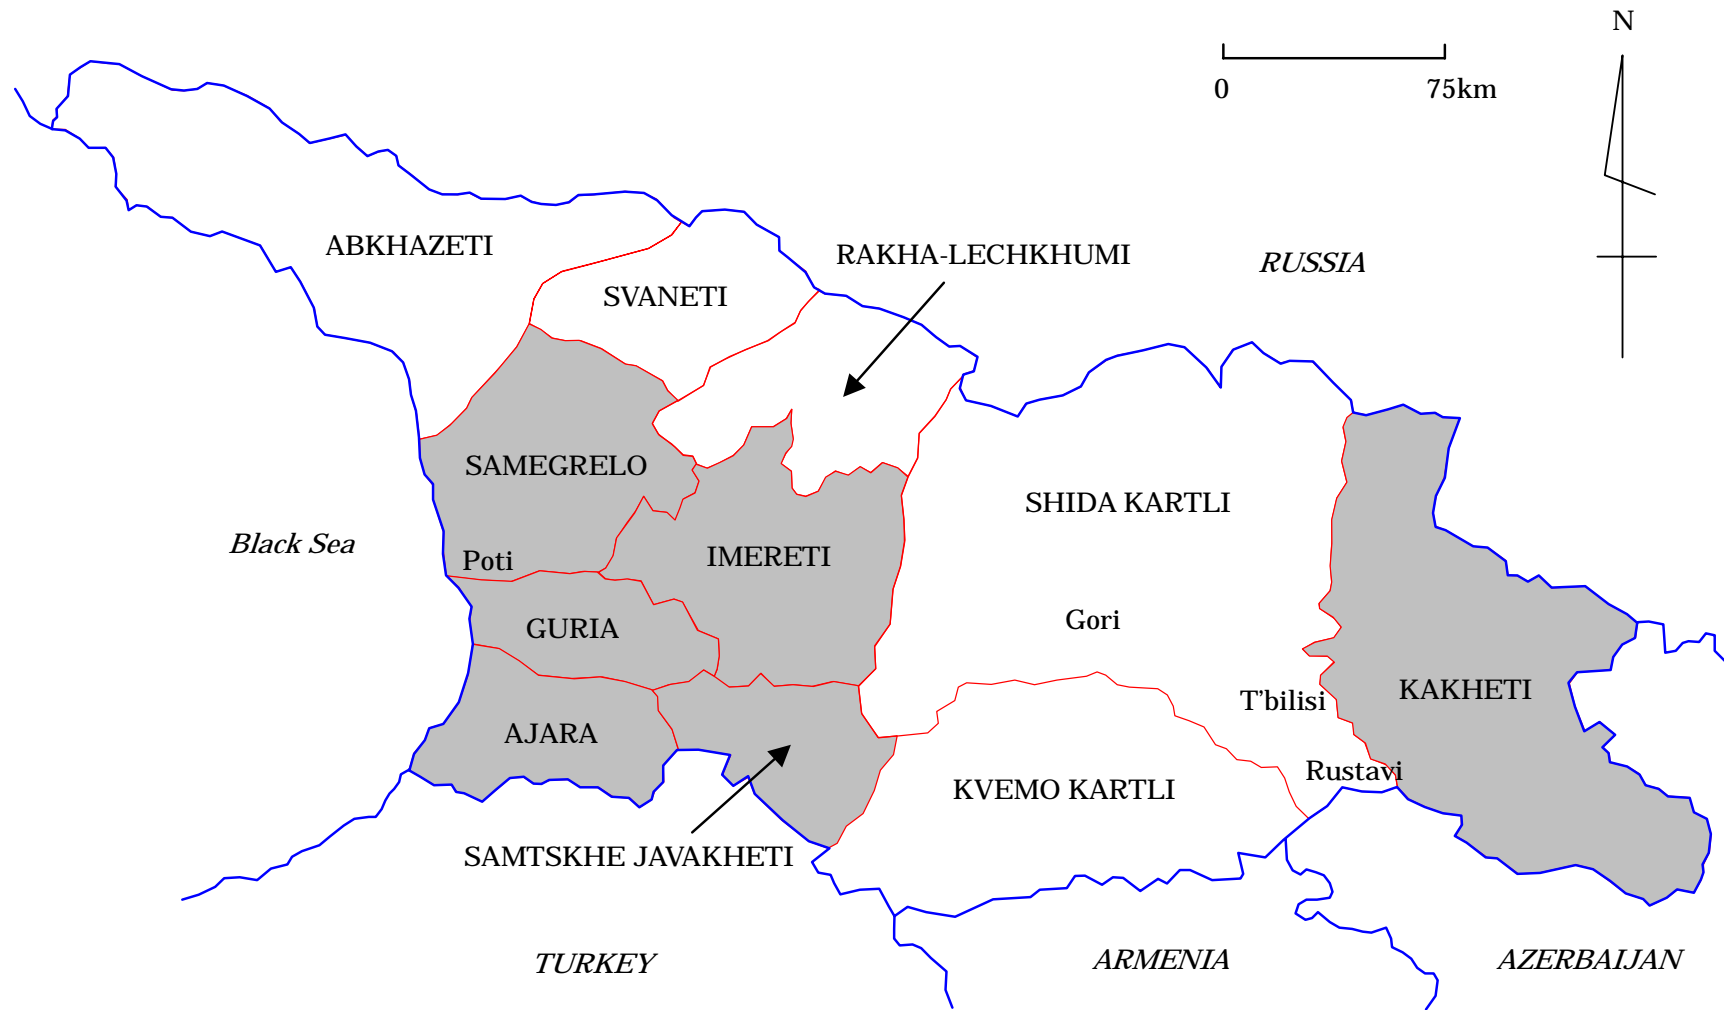 N
0
75km
ABKHAZETI
RAKHA-LECHKHUMI
RUSSIA
SVANETI
SAMEGRELO
SHIDA KARTLI
Black Sea
Poti
IMERETI
GURIA
Gori
KAKHETI
T'bilisi
AJARA
Rustavi
KVEMO KARTLI
SAMTSKHE JAVAKHETI
TURKEY
ARMENIA
AZERBAIJAN